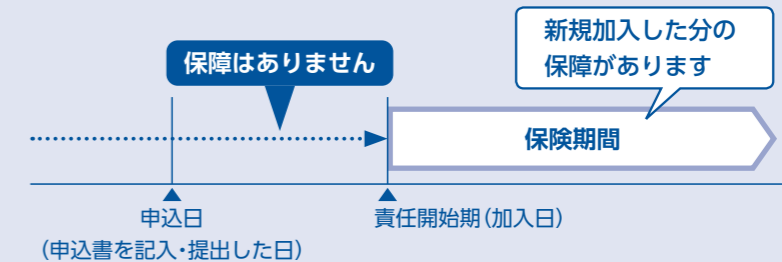 新規加入した分の
保障があります
保障はありません
保険期間
申込日
(申込書を記入・提出した日)
責任開始期(加入日)